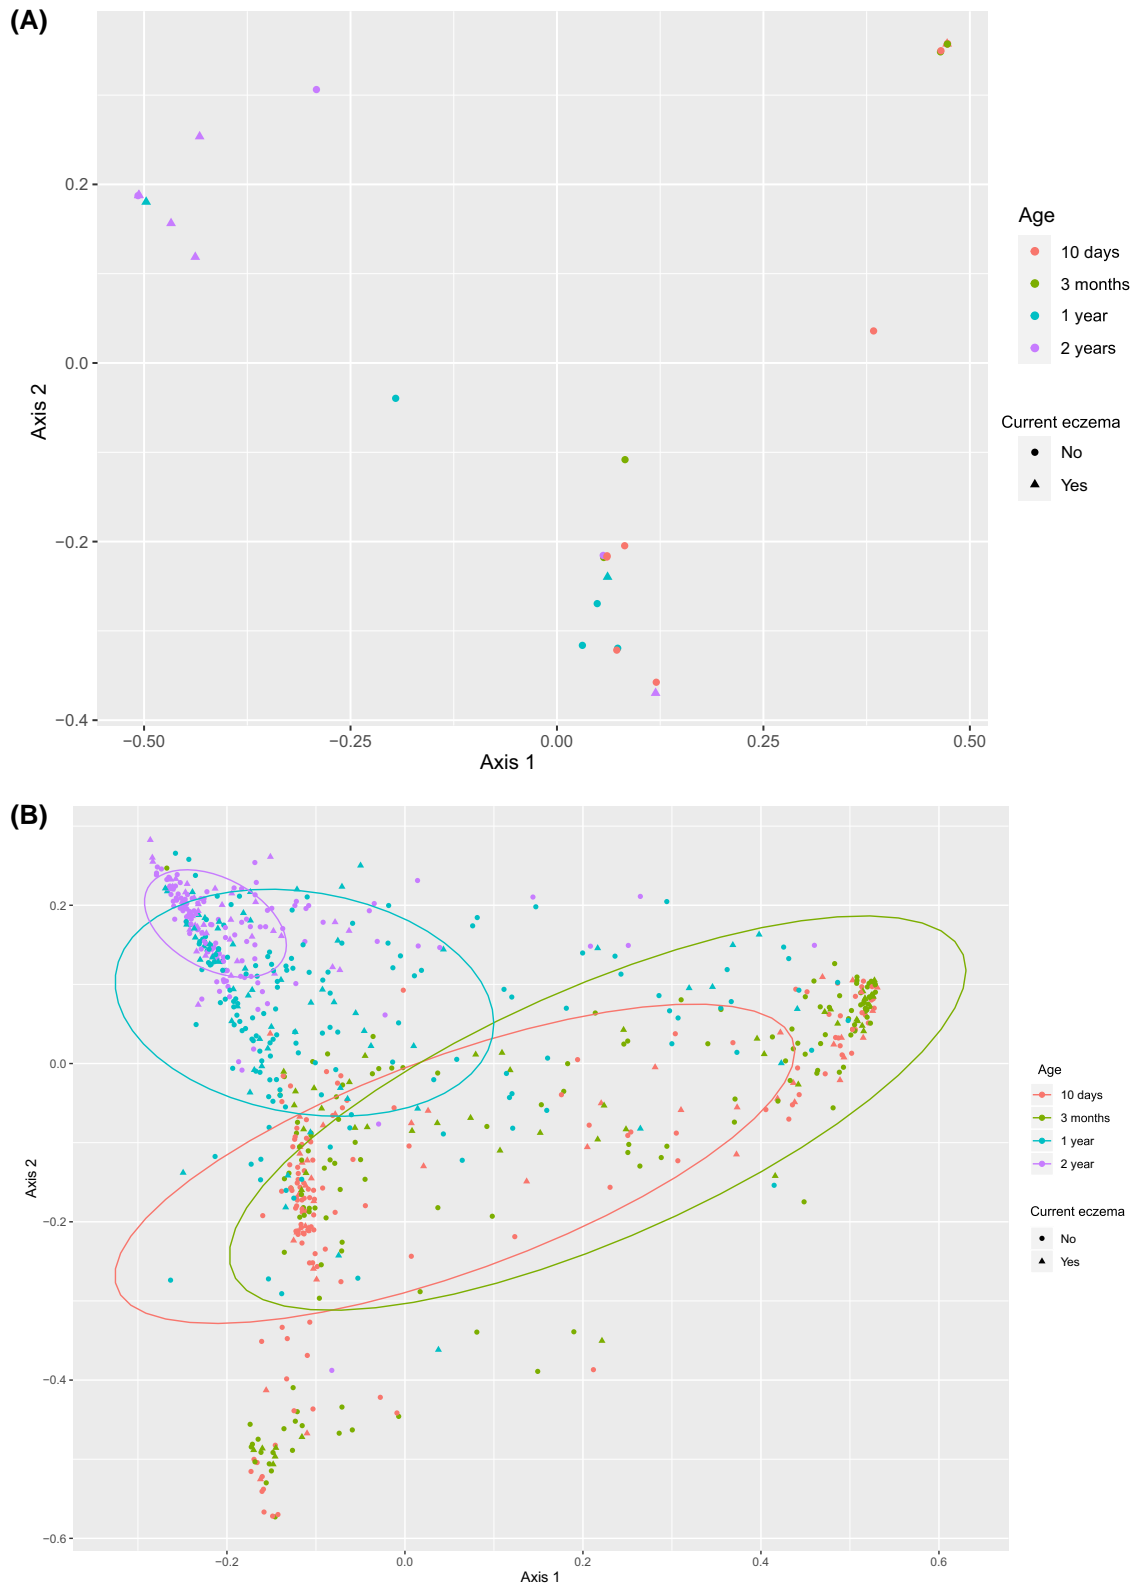 (A)
0.2
0.0
−0.2
−0.4
Axis 2
−0.50
−0.25
0.00
0.25
0.50
Axis 1
Age
10 days
3 months
1 year
2 years
Current eczema
No
Yes
(B)
0.2
0.0
−0.2
−0.4
−0.6
Axis 2
−0.2
0.0
0.2
0.4
0.6
Axis 1
Age
10 days
3 months
1 year
2 year
Current eczema
No
Yes